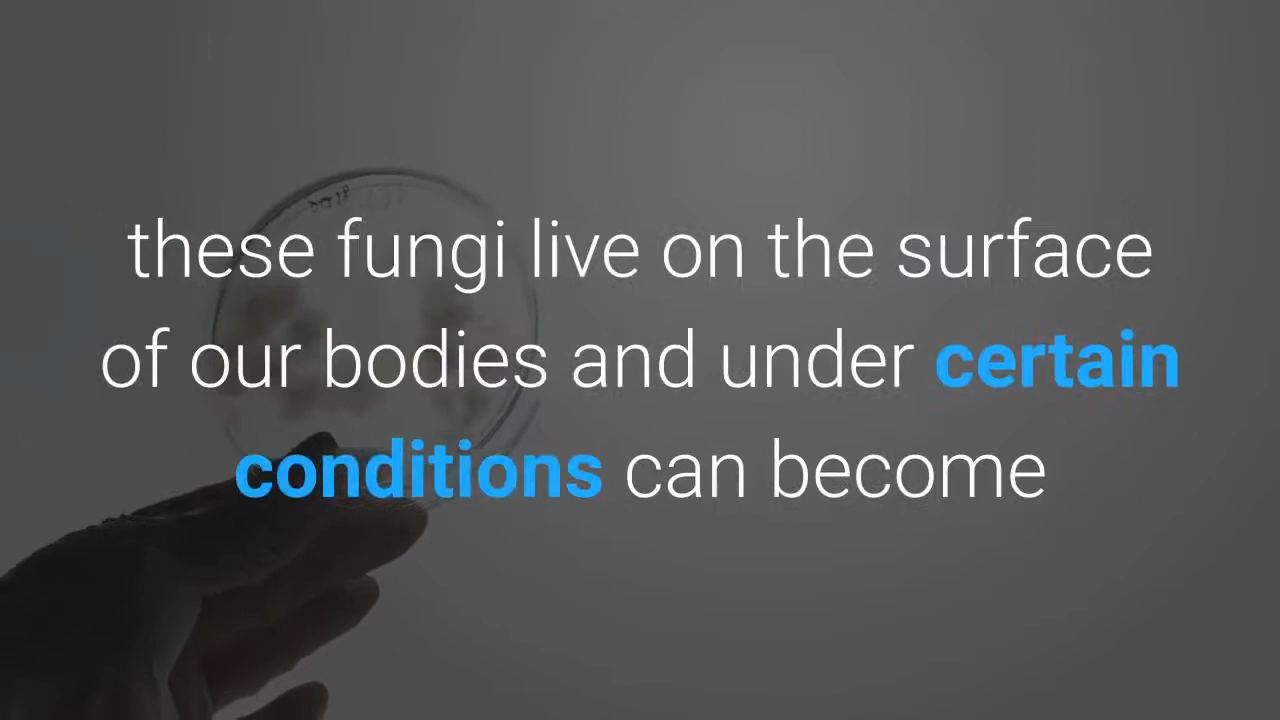 these fungi live on the surface
of our bodies and under certain
conditions can become